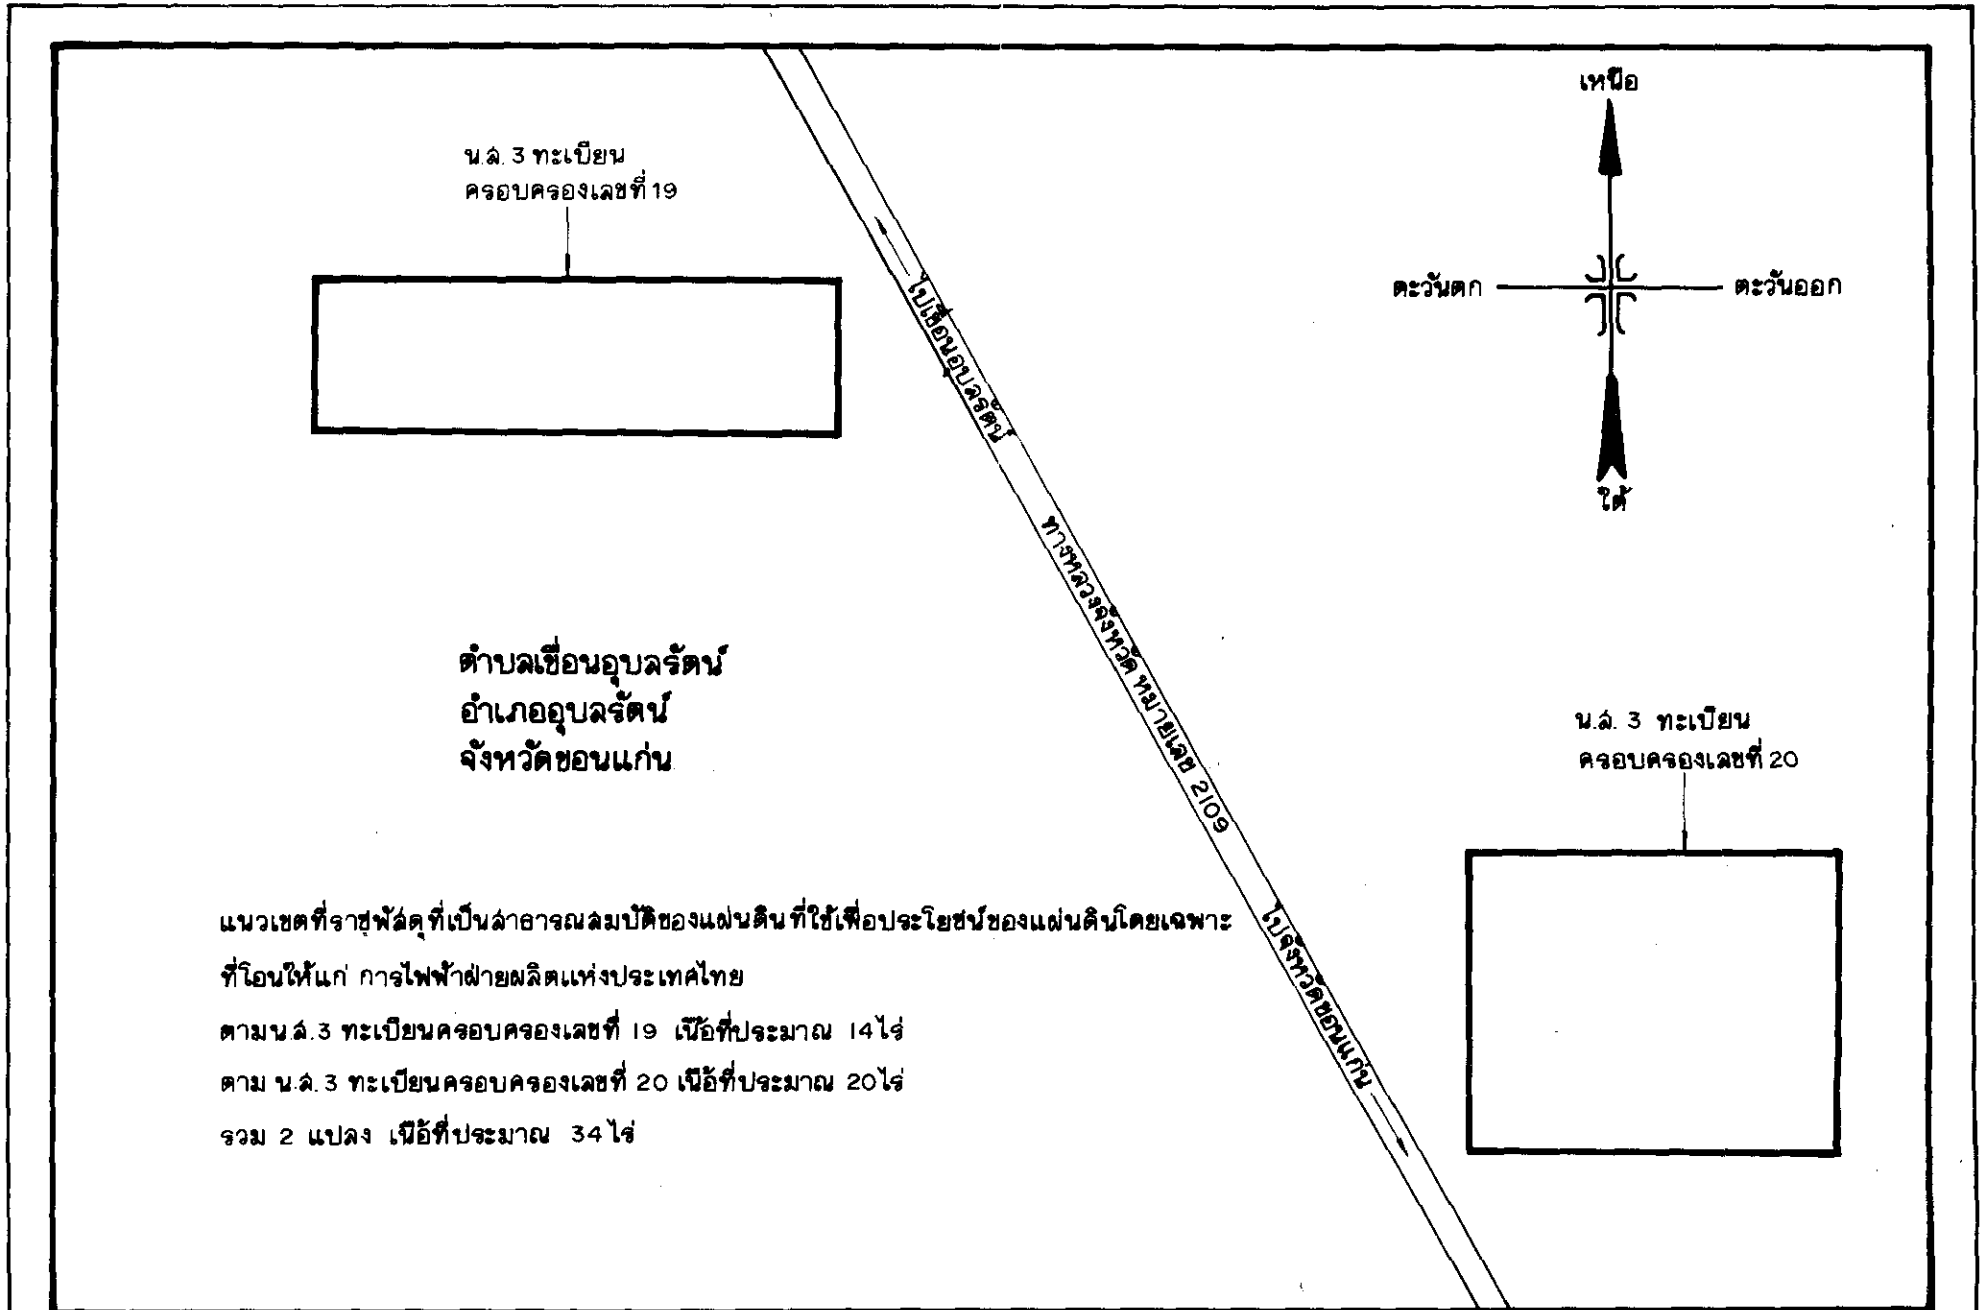 เหนือ
น.ส. 3 ทะเบียน
ครอบครองเลขที่ 19
ตะวันตก
ตะวันออก
ไปเขื่อนอุบลรัตน์
ใต้
ทางหลวงจังหวัด หมายเลข 2109
ตำบลเขื่อนอุบลรัตน์
อำเภออุบลรัตน์
จังหวัดขอนแก่น
น.ส. 3 ทะเบียน
ครอบครองเลขที่ 20
แนวเขตที่ราชพัสดุที่เป็นสาธารณสมบัติของแผ่นดินที่ใช้เพื่อประโยชน์ของแผ่นดินโดยเฉพาะ
ที่โอนให้แก่ การไฟฟ้าฝ่ายผลิตแห่งประเทศไทย
ไปจังหวัดขอนแก่น
ตาม น.ส.3 ทะเบียนครอบครองเลขที่ 19 เนื้อที่ประมาณ 14 ไร่
ตาม น.ส.3 ทะเบียนครอบครองเลขที่ 20 เนื้อที่ประมาณ 20 ไร่
รวม 2 แปลง เนื้อที่ประมาณ 34 ไร่